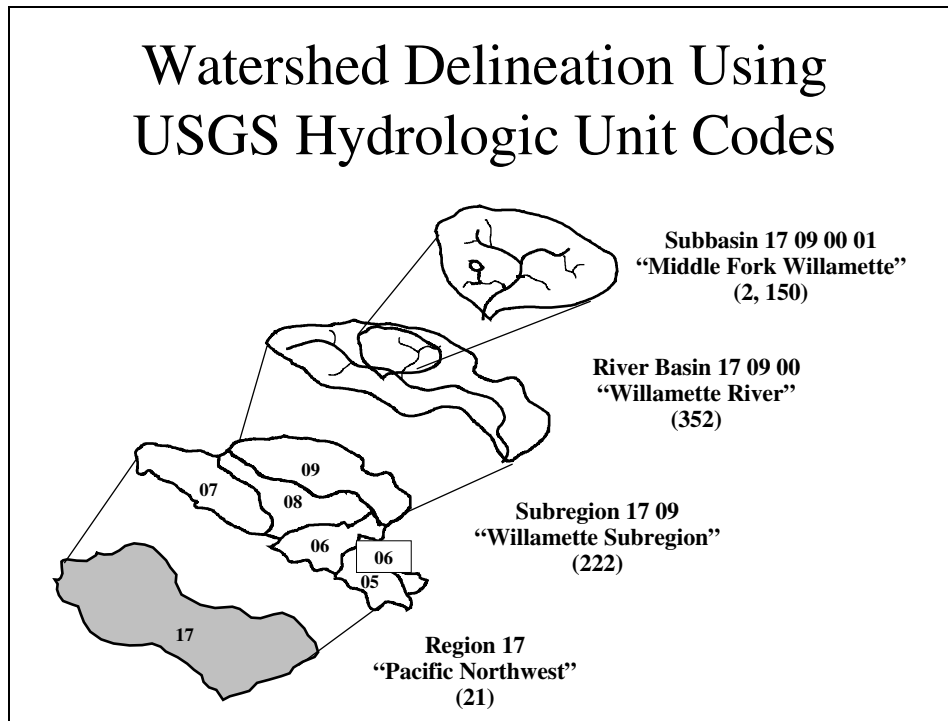 Watershed Delineation Using
USGS Hydrologic Unit Codes
Subbasin 17 09 00 01
“Middle Fork Willamette”
(2, 150)
River Basin 17 09 00
“Willamette River”
(352)
09
07
08
Subregion 17 09
“Willamette Subregion”
(222)
06
06
05
17
Region 17
“Pacific Northwest”
(21)